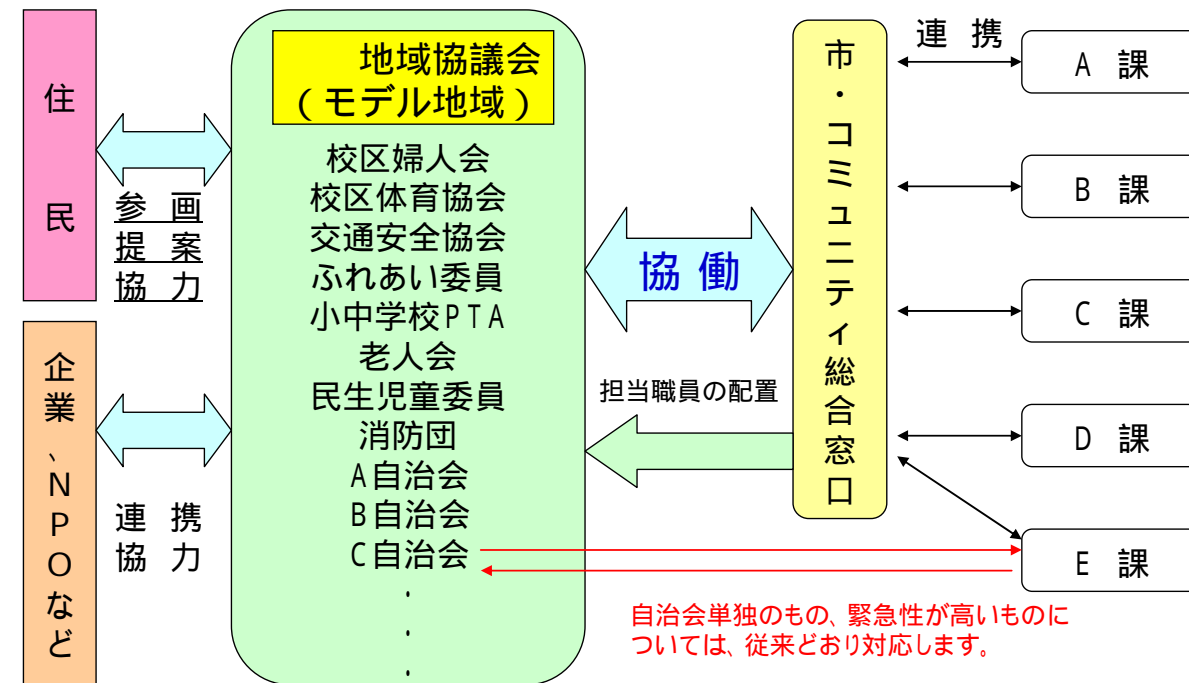 住民
参 画
提 案
協 力
企業、NPOなど
連 携
協 力
地域協議会
(モデル地域)
校区婦人会
校区体育協会
交通安全協会
ふれあい委員
小中学校PTA
老人会
民生児童委員
消防団
A自治会
B自治会
C自治会
・
・
・
協 働
担当職員の配置
市・コミュニティ総合窓口
連 携
A 課
B 課
C 課
D 課
E 課
自治会単独のもの、緊急性が高いものに
ついては、従来どおり対応します。